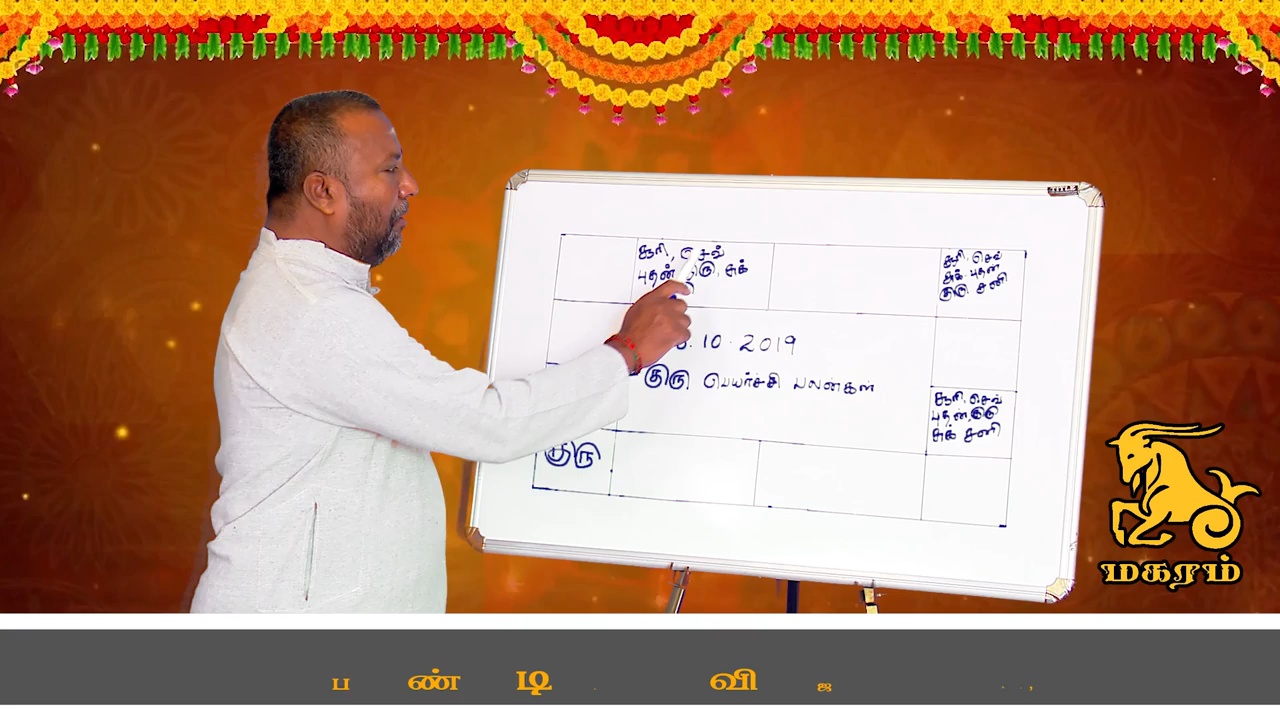 சூரி, செவ்
புதன் குரு, சுக்
சூரி, செவ்
சுக் புதன்
குரு சனி
.10.2019
குரு பெயர்ச்சி பலன்கள்
சூரி, செவ்
புதன், குரு
சுக் சனி
குரு
மகரம்
ப ண் டி வி ஜ